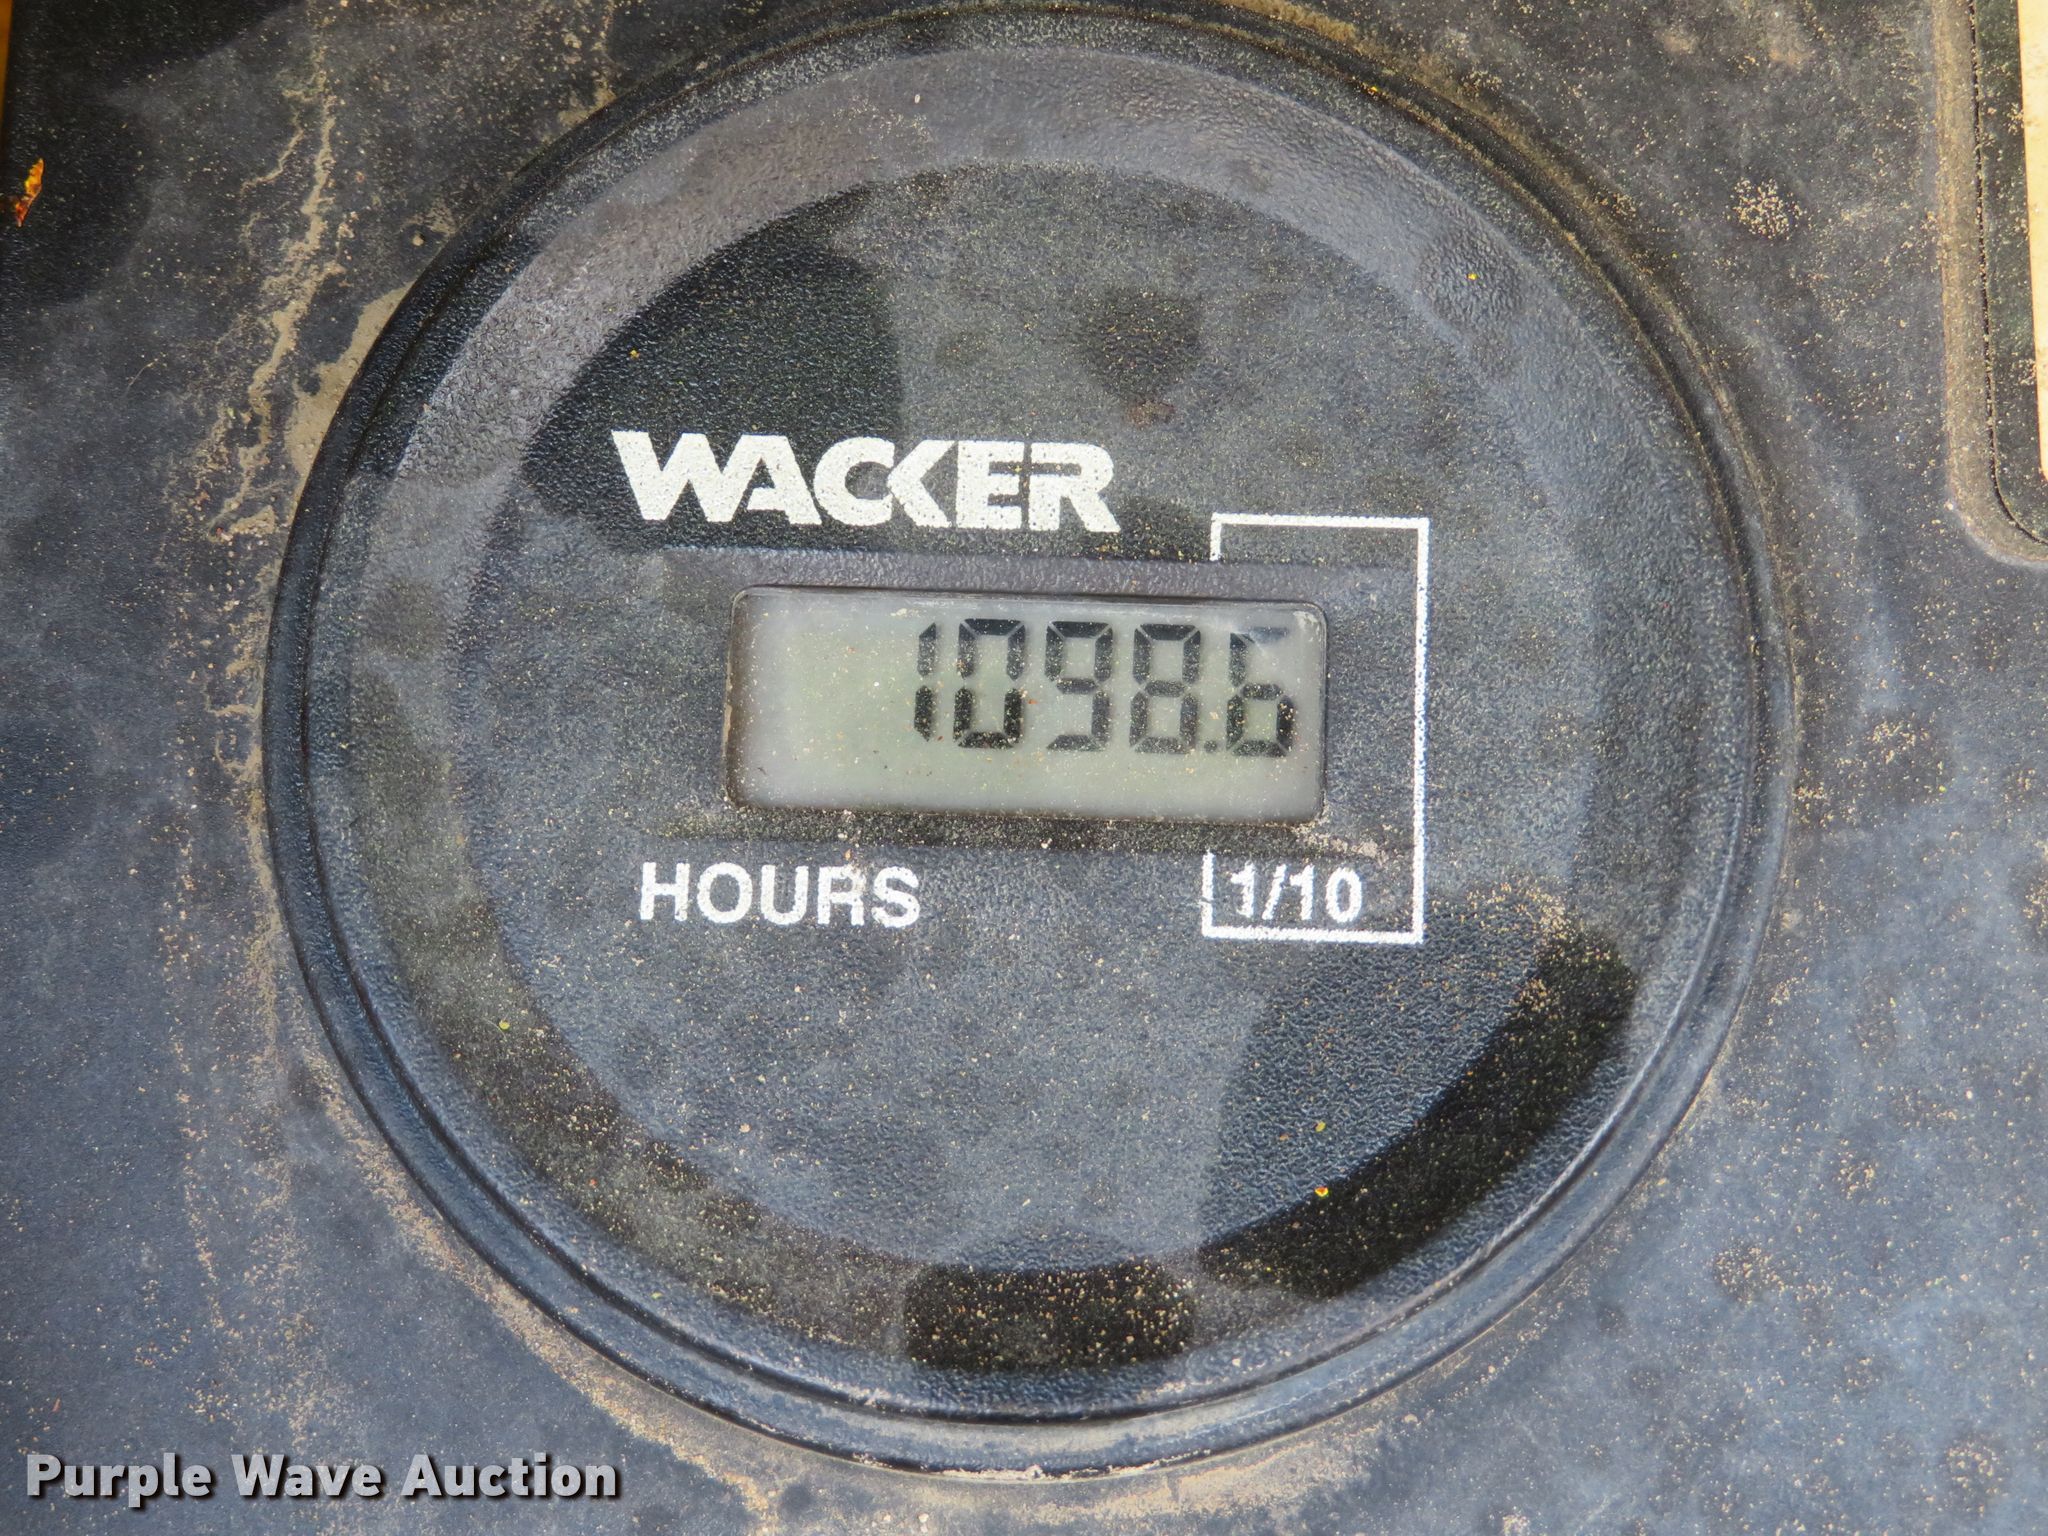 WACKER
1098.6
HOURS
1/10
Purple Wave Auction